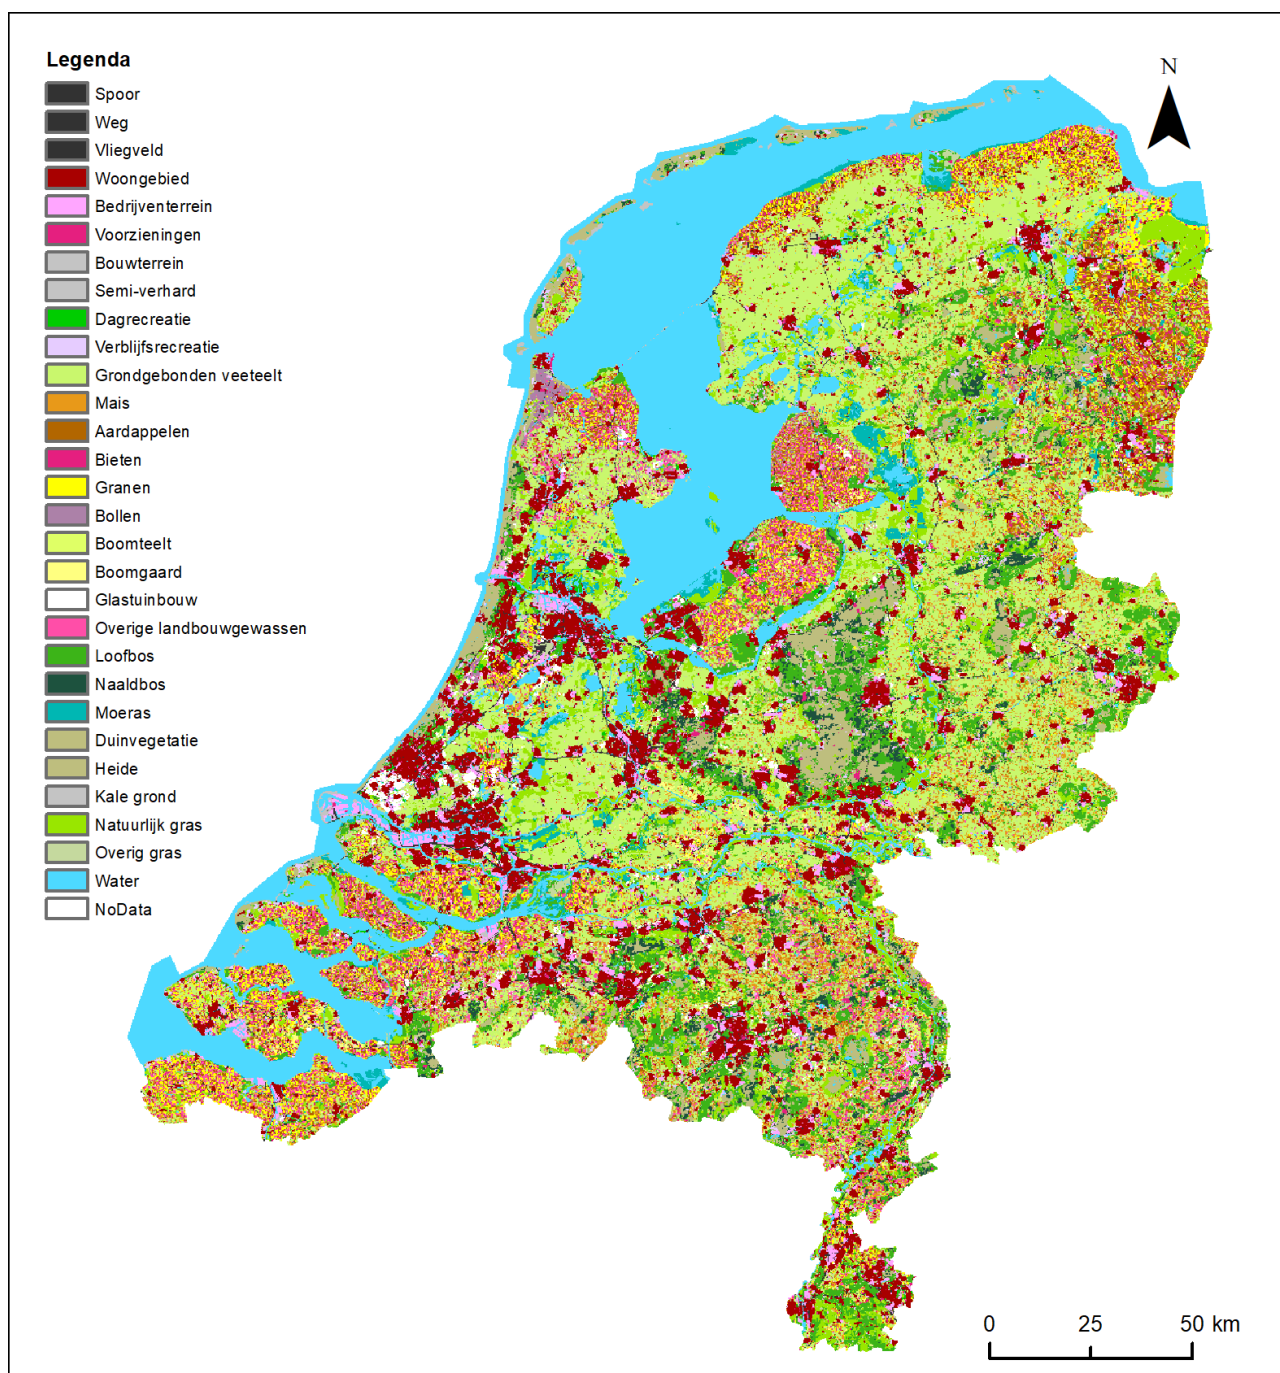 Legenda
Spoor
Weg
Vliegveld
Woongebied
Bedrijventerrein
Voorzieningen
Bouwterrein
Semi-verhard
Dagrecreatie
Verblijfsrecreatie
Grondgebonden veeteelt
Mais
Aardappelen
Bieten
Granen
Bollen
Boomteelt
Boomgaard
Glastuinbouw
Overige landbouwgewassen
Loofbos
Naaldbos
Moeras
Duinvegetatie
Heide
Kale grond
Natuurlijk gras
Overig gras
Water
NoData
N
0 25 50 km